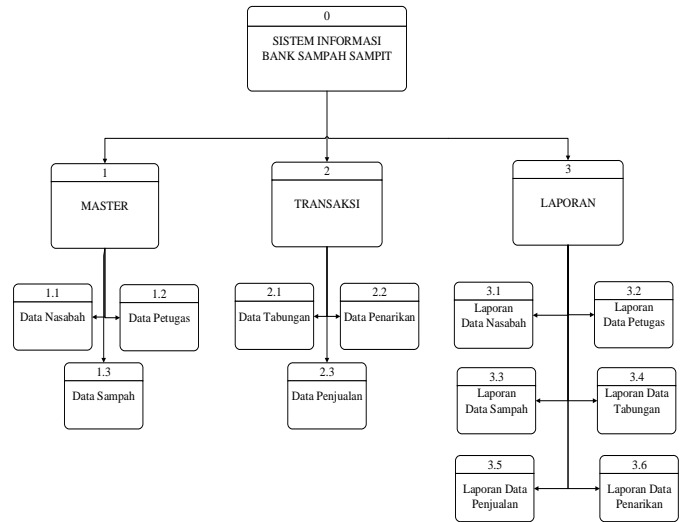 0
SISTEM INFORMASI
BANK SAMPAH SAMPIT
1
MASTER
2
TRANSAKSI
3
LAPORAN
1.1
Data Nasabah
1.2
Data Petugas
1.3
Data Sampah
2.1
Data Tabungan
2.2
Data Penarikan
2.3
Data Penjualan
3.1
Laporan
Data Nasabah
3.2
Laporan
Data Petugas
3.3
Laporan
Data Sampah
3.4
Laporan Data
Tabungan
3.5
Laporan Data
Penjualan
3.6
Laporan Data
Penarikan